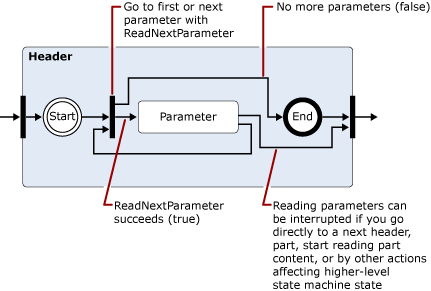 Go to first or next
parameter with
ReadNextParameter
No more parameters (false)
Header
Start
Parameter
End
ReadNextParameter
succeeds (true)
Reading parameters can
be interrupted if you go
directly to a next header,
part, start reading part
content, or by other actions
affecting higher-level
state machine state